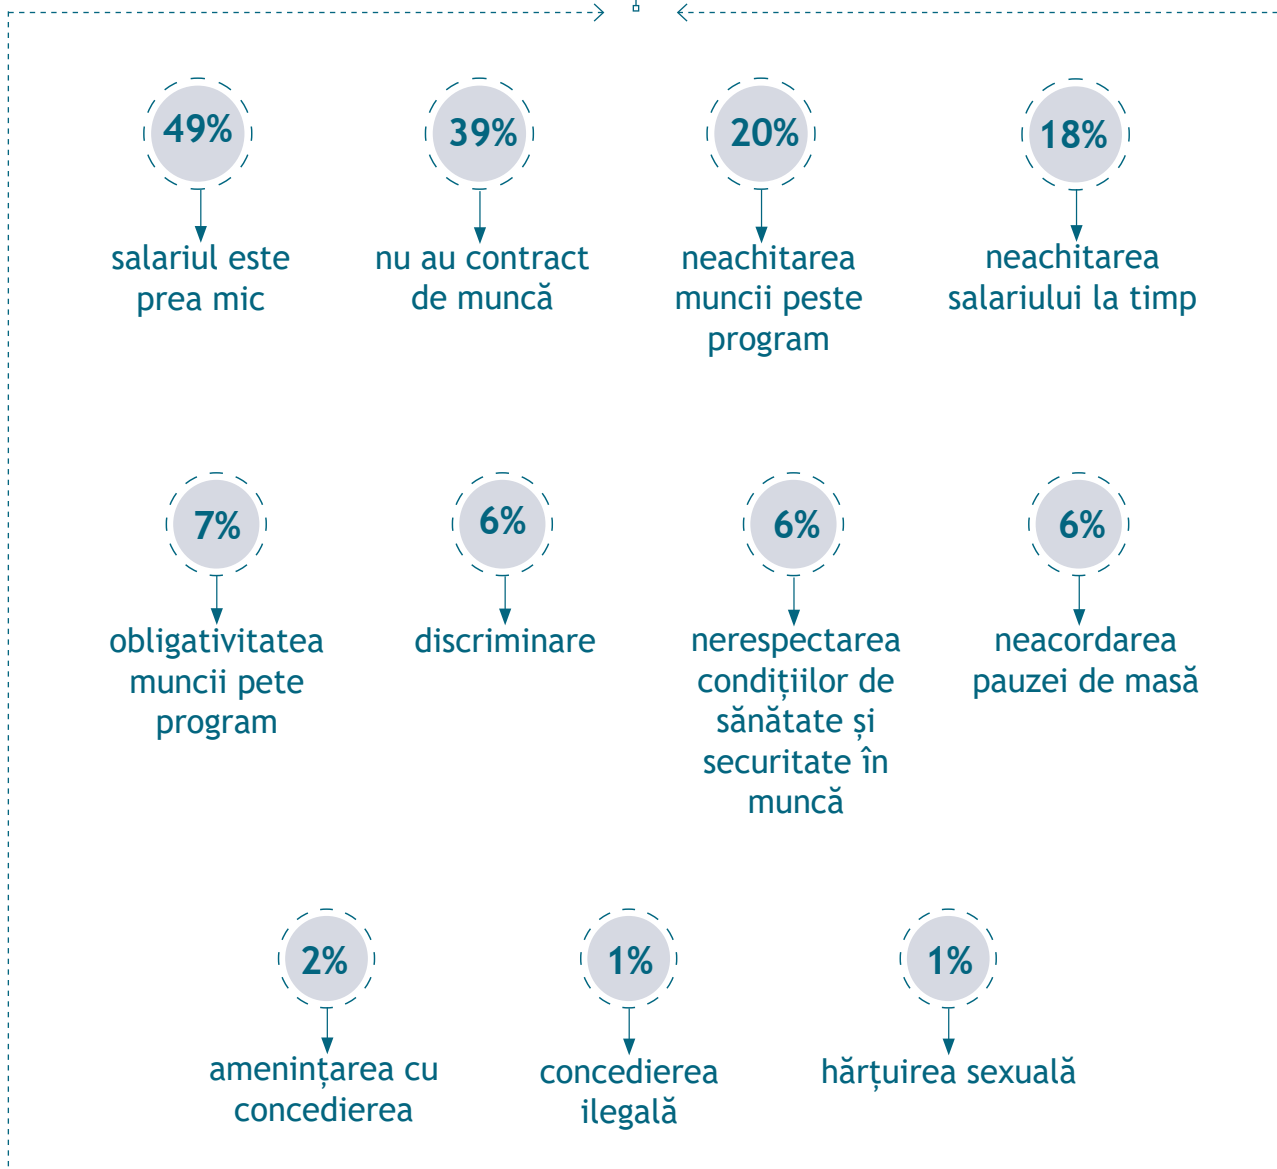 49%
salariul este
prea mic
39%
nu au contract
de muncă
20%
neachitarea
muncii peste
program
18%
neachitarea
salariului la timp
7%
obligativitatea
muncii pete
program
6%
discriminare
6%
nerespectarea
condițiilor de
sănătate și
securitate în
muncă
6%
neacordarea
pauzei de masă
2%
amenințarea cu
concedierea
1%
concedierea
ilegală
1%
hărțuirea sexuală